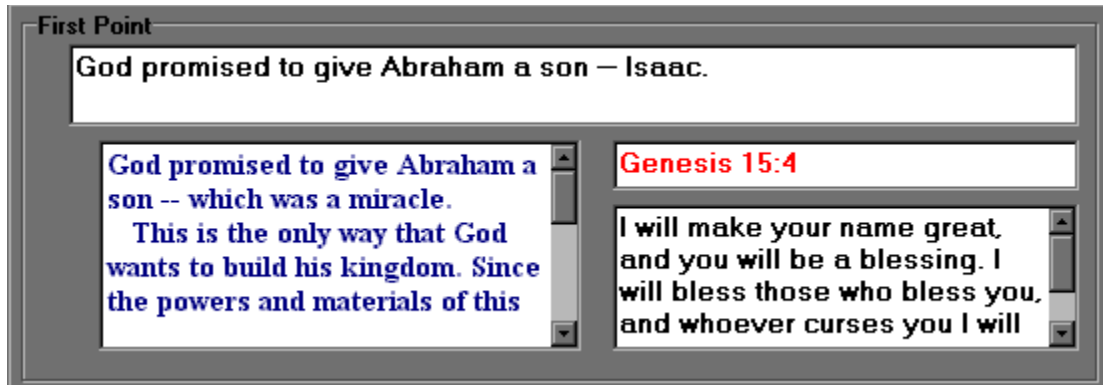 First Point
God promised to give Abraham a son – Isaac.
God promised to give Abraham a
son -- which was a miracle.
This is the only way that God
wants to build his kingdom. Since
the powers and materials of this
Genesis 15:4
I will make your name great,
and you will be a blessing. I
will bless those who bless you,
and whoever curses you I will